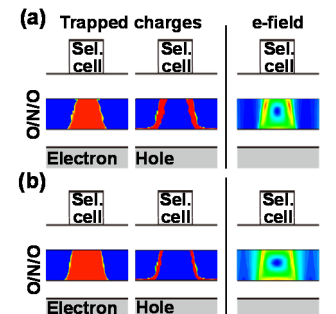 (a) Trapped charges e-field
Sel. cell Sel. cell Sel. cell
O/N/O
Electron Hole
(b)
Sel. cell Sel. cell Sel. cell
O/N/O
Electron Hole